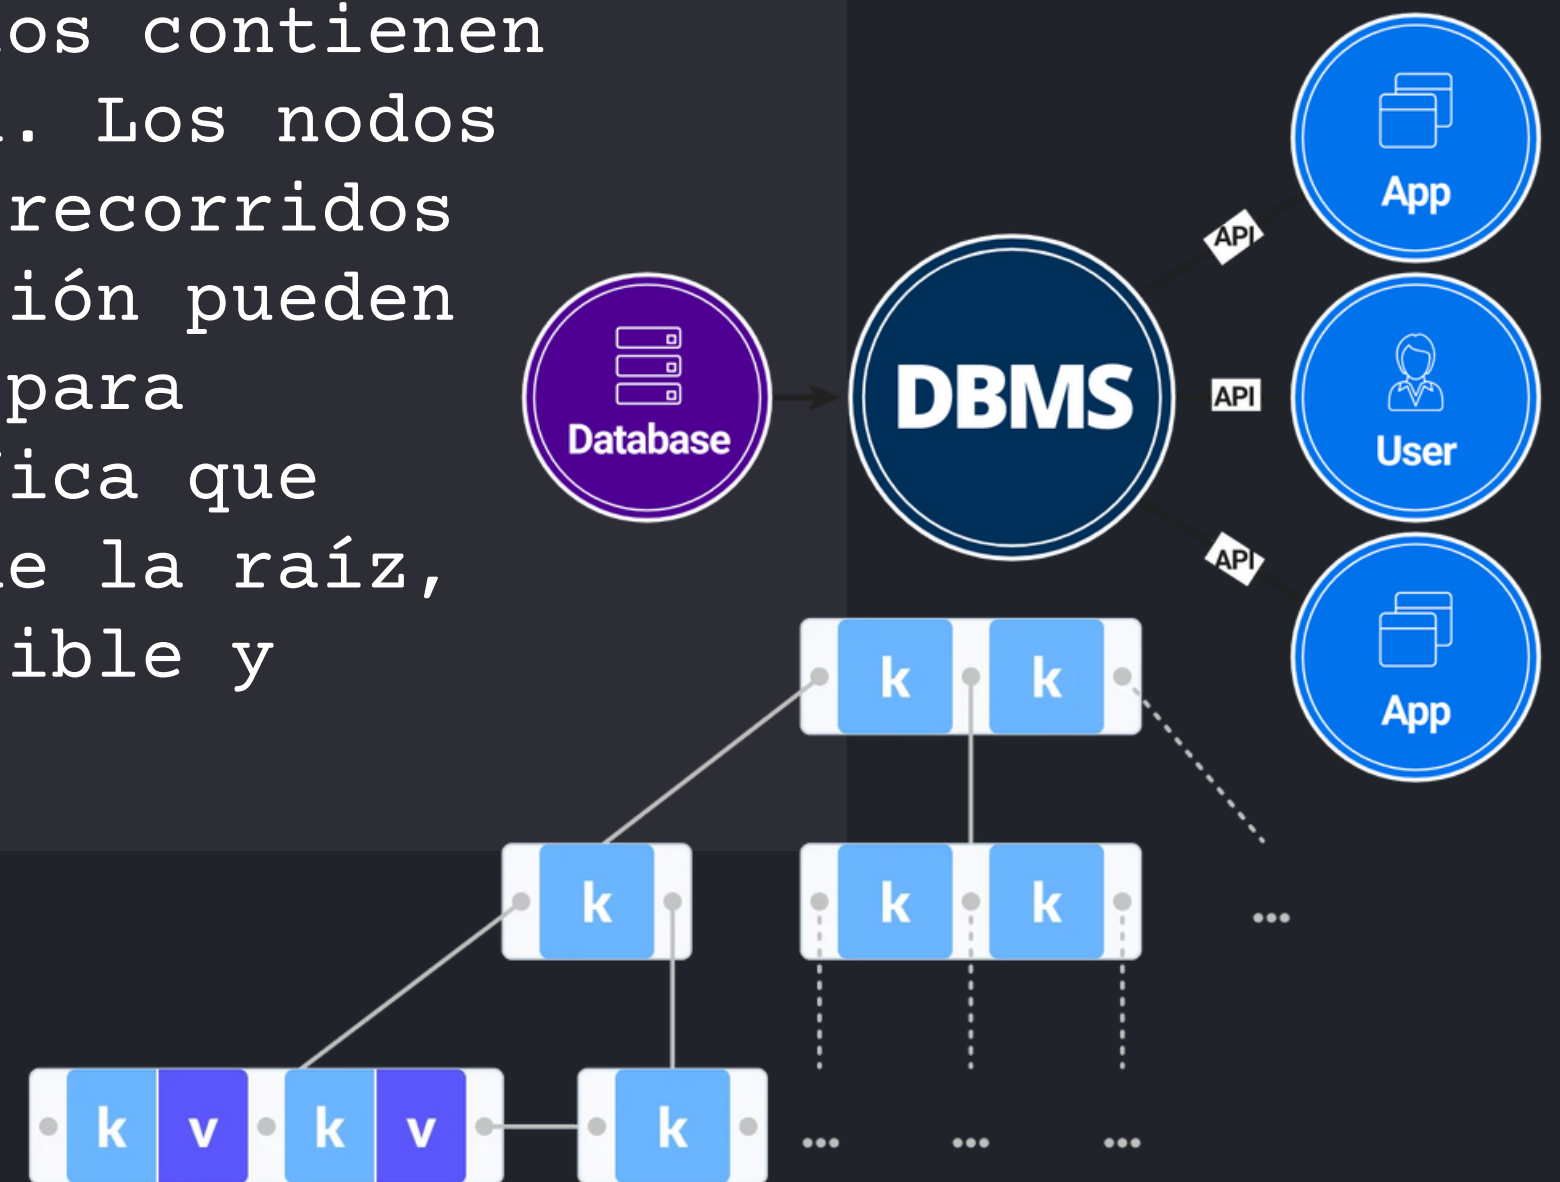 os contienen
. Los nodos
recorridos
ión pueden
para
ica que
e la raíz,
ible y
App
API
Database
DBMS
API
User
API
App
k k
k
k k
...
k v k v
k
... ... ...